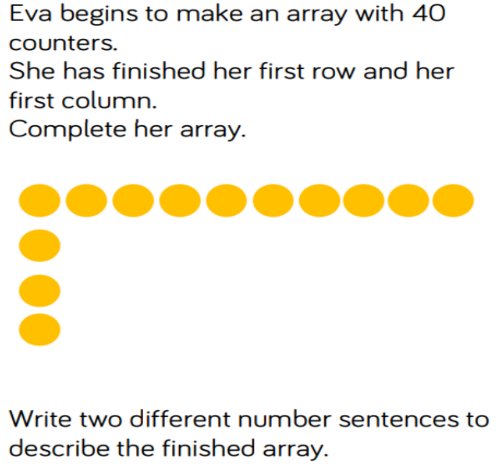 Eva begins to make an array with 40
counters.
She has finished her first row and her
first column.
Complete her array.
Write two different number sentences to
describe the finished array.